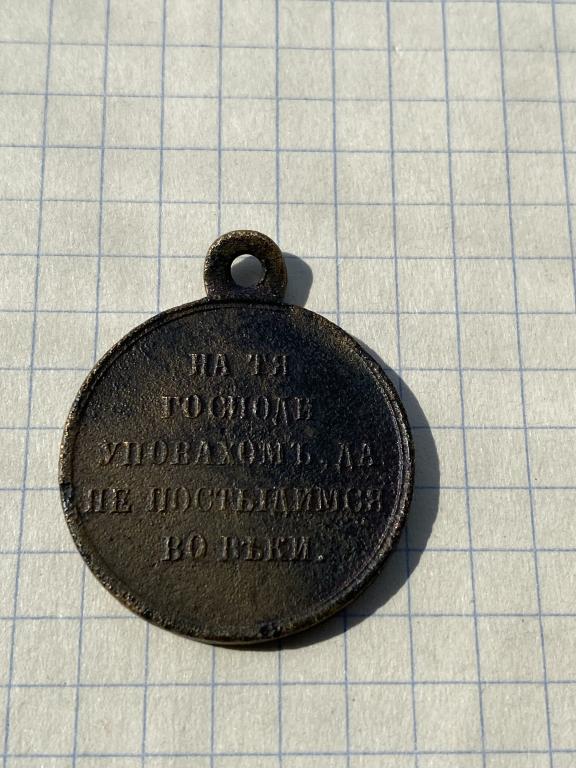 НА ТЯ
ГОСПОДИ
УПОВАХОМЪ, ДА
НЕ ПОСТЫДИМСЯ
ВО ВѢКИ.